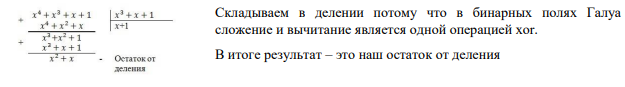 x⁴ + x³ + x + 1 | x³ + x + 1
+ x⁴ + x² + x | x+1
x³+x² + 1
+ x³ + x + 1
x² + x - Остаток от деления
Складываем в делении потому что в бинарных полях Галуа
сложение и вычитание является одной операцией xor.
В итоге результат – это наш остаток от деления